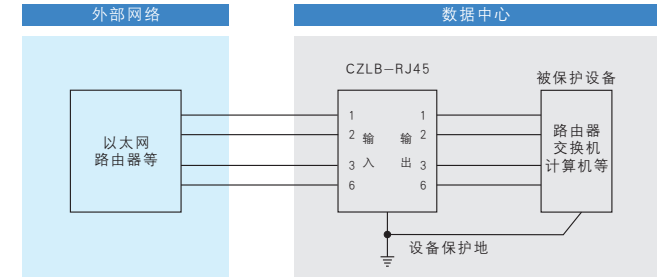 外部网络
数据中心
CZLB-RJ45
被保护设备
以太网
路由器等
1
2
3
6
输
入
输
出
1
2
3
6
路由器
交换机
计算机等
设备保护地